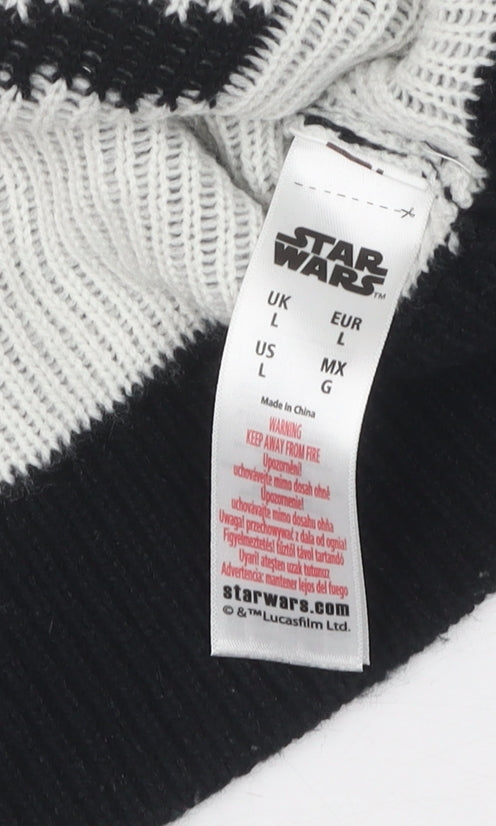 STAR
WARS™
UK
L
EUR
L
US
L
MX
G
Made in China
WARNING
KEEP AWAY FROM FIRE
Upozornění!
uchovávejte mimo dosah ohně
Upozornenie!
uchovávajte mimo dosahu ohňa
Uwaga! przechowywać z dala od ognia!
Figyelmeztetés! tűztől távol tartandó
Uyarı! ateşten uzak tutunuz
Advertencia: mantener lejos del fuego
starwars.com
© &™Lucasfilm Ltd.